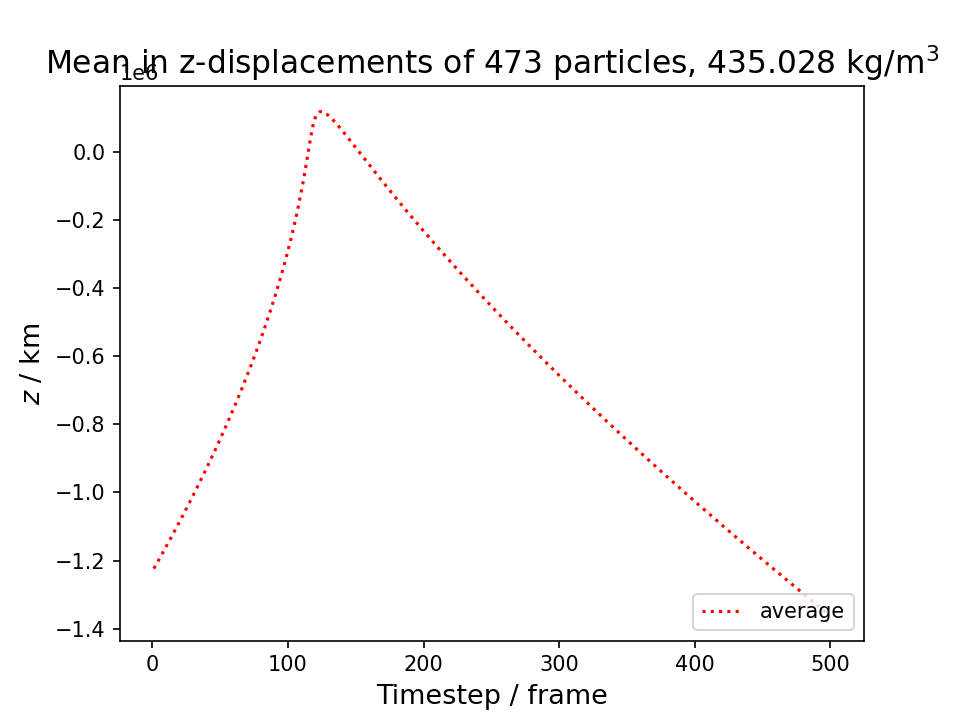 Mean in z-displacements of 473 particles, 435.028 kg/m³
1e6
0.0
−0.2
−0.4
−0.6
−0.8
−1.0
−1.2
−1.4
z / km
0 100 200 300 400 500
Timestep / frame
average